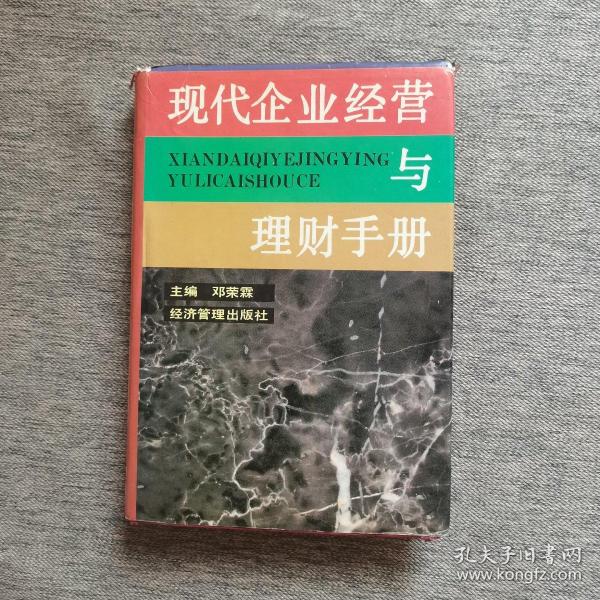 现代企业经营
XIANDAIQIYEJINGYING
YULICAISHOUCE
与
理财手册
主编 邓荣霖
经济管理出版社
孔夫子旧书网
www.kongfz.com